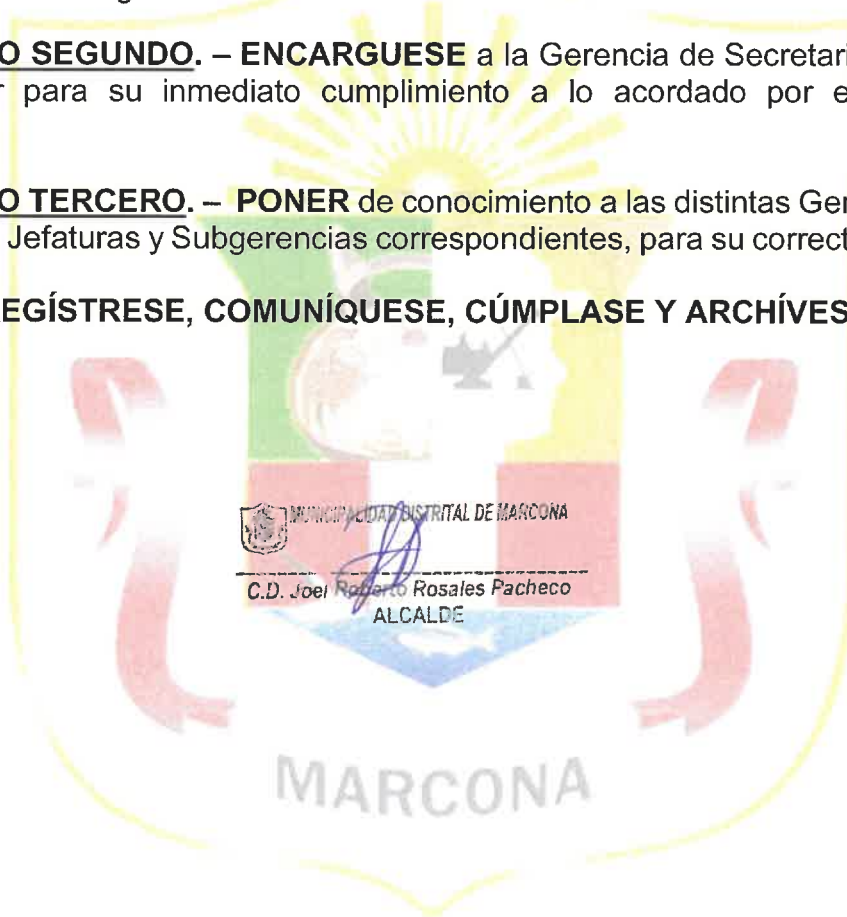 O SEGUNDO. – ENCARGUESE a la Gerencia de Secretari
r para su inmediato cumplimiento a lo acordado por e
O TERCERO. – PONER de conocimiento a las distintas Ger
Jefaturas y Subgerencias correspondientes, para su correct
EGÍSTRESE, COMUNÍQUESE, CÚMPLASE Y ARCHÍVES
MUNICIPALIDAD DISTRITAL DE MARCONA
C.D. Joel Roberto Rosales Pacheco
ALCALDE
MARCONA